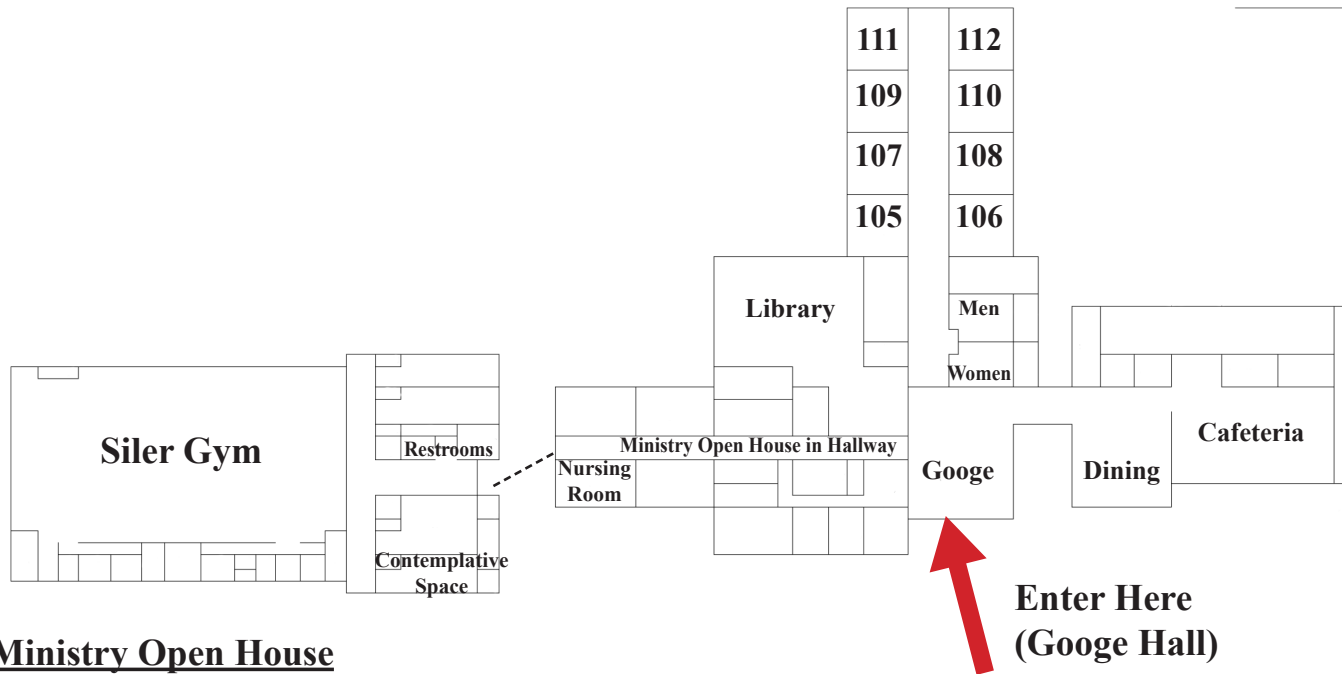 111 112
109 110
107 108
105 106
Library
Men
Women
Siler Gym
Restrooms
Ministry Open House in Hallway
Cafeteria
Nursing
Room
Googe
Dining
Contemplative
Space
Enter Here
(Googe Hall)
Ministry Open House